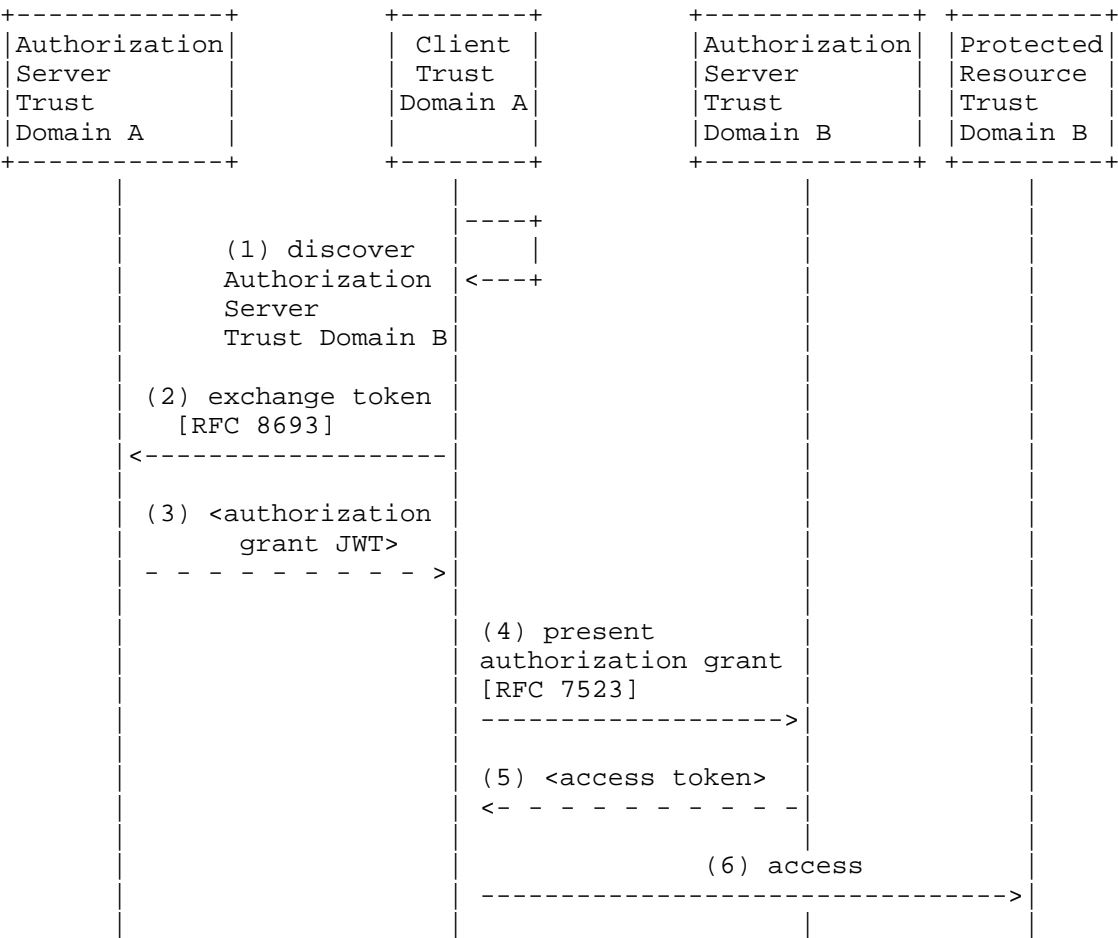 Authorization
Server
Trust
Domain A
Client
Trust
Domain A
Authorization
Server
Trust
Domain B
Protected
Resource
Trust
Domain B
(1) discover
Authorization
Server
Trust Domain B
(2) exchange token
[RFC 8693]
(3) <authorization
grant JWT>
(4) present
authorization grant
[RFC 7523]
(5) <access token>
(6) access